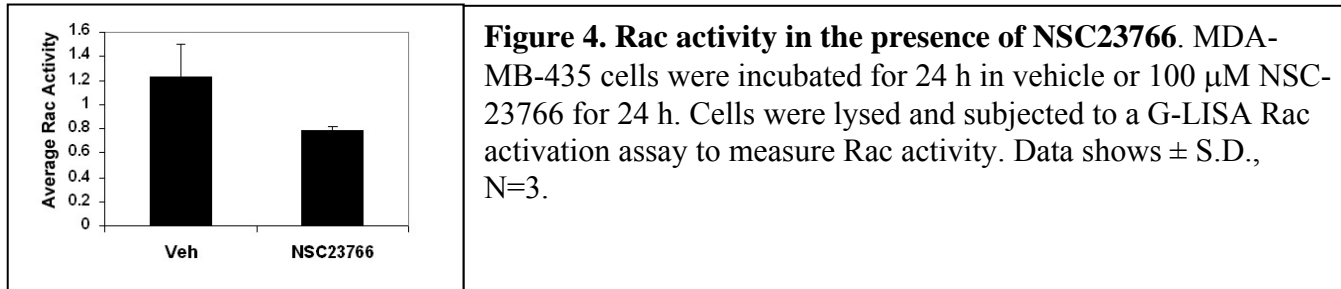 1.6
1.4
1.2
1
0.8
0.6
0.4
0.2
0
Average Rac Activity
Veh NSC23766
Figure 4. Rac activity in the presence of NSC23766. MDA-
MB-435 cells were incubated for 24 h in vehicle or 100 μM NSC-
23766 for 24 h. Cells were lysed and subjected to a G-LISA Rac
activation assay to measure Rac activity. Data shows ± S.D.,
N=3.